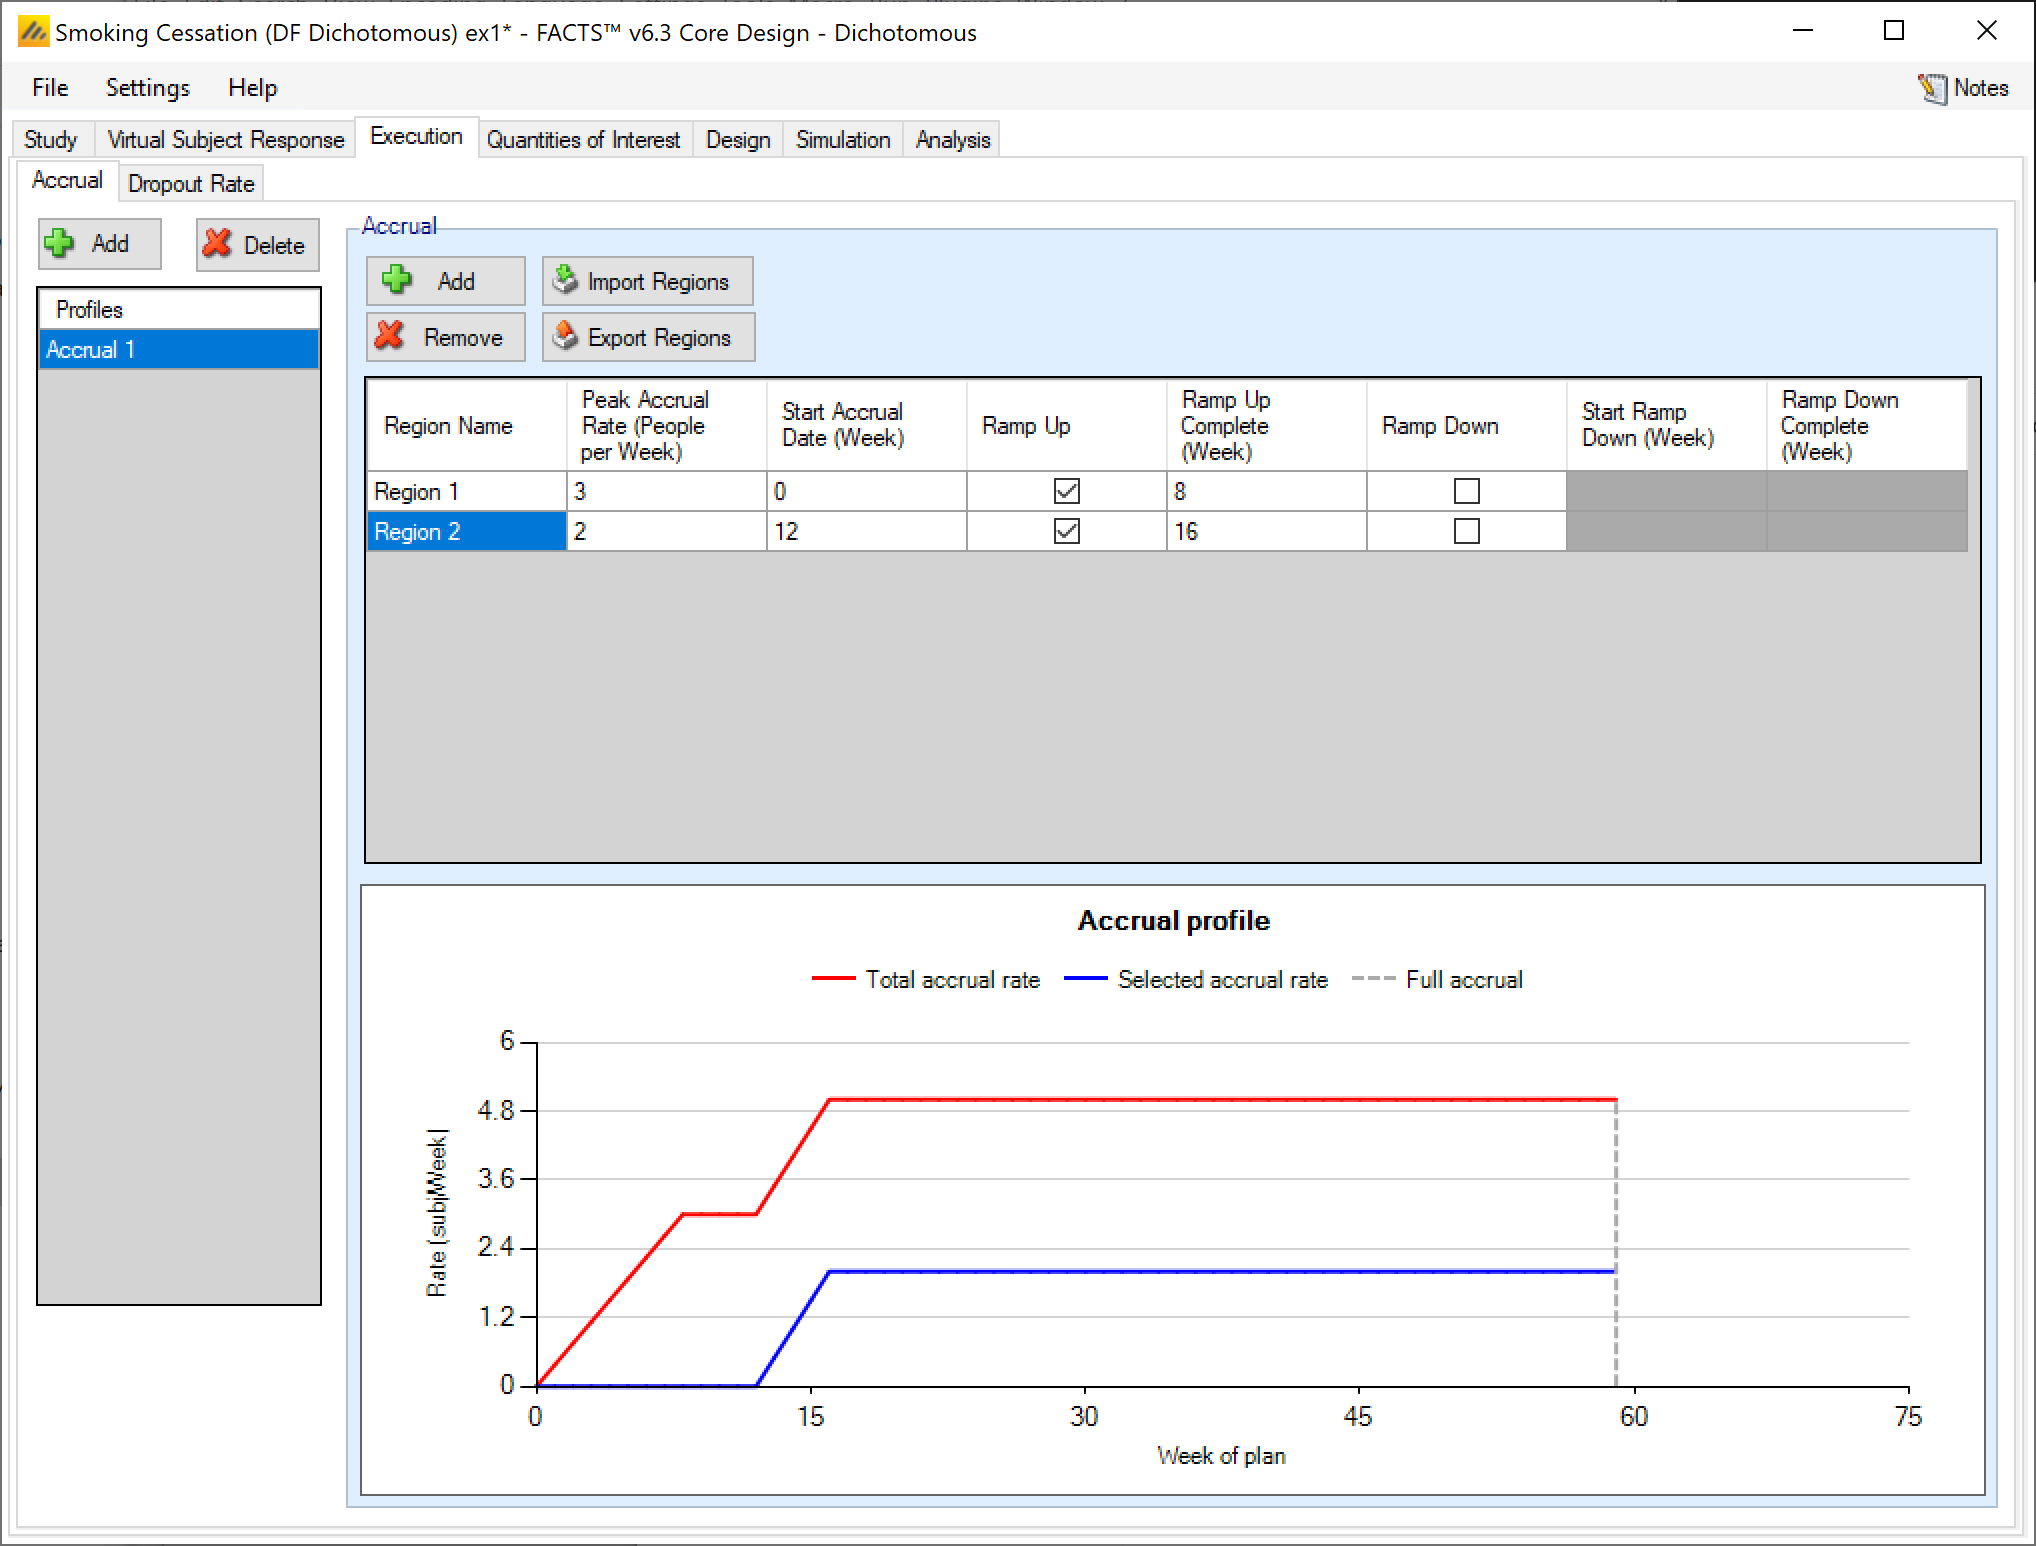 Smoking Cessation (DF Dichotomous) ex1* - FACTS™ v6.3 Core Design - Dichotomous
File Settings Help Notes
Study Virtual Subject Response Execution Quantities of Interest Design Simulation Analysis
Accrual Dropout Rate
Add Delete
Profiles
Accrual 1
Accrual
Add Import Regions
Remove Export Regions
Region Name Peak Accrual Rate (People per Week) Start Accrual Date (Week) Ramp Up Ramp Up Complete (Week) Ramp Down Start Ramp Down (Week) Ramp Down Complete (Week)
Region 1 3 0 8
Region 2 2 12 16
Accrual profile
Total accrual rate Selected accrual rate Full accrual
6
4.8
3.6
2.4
1.2
0
Rate (subj/Week)
0 15 30 45 60 75
Week of plan